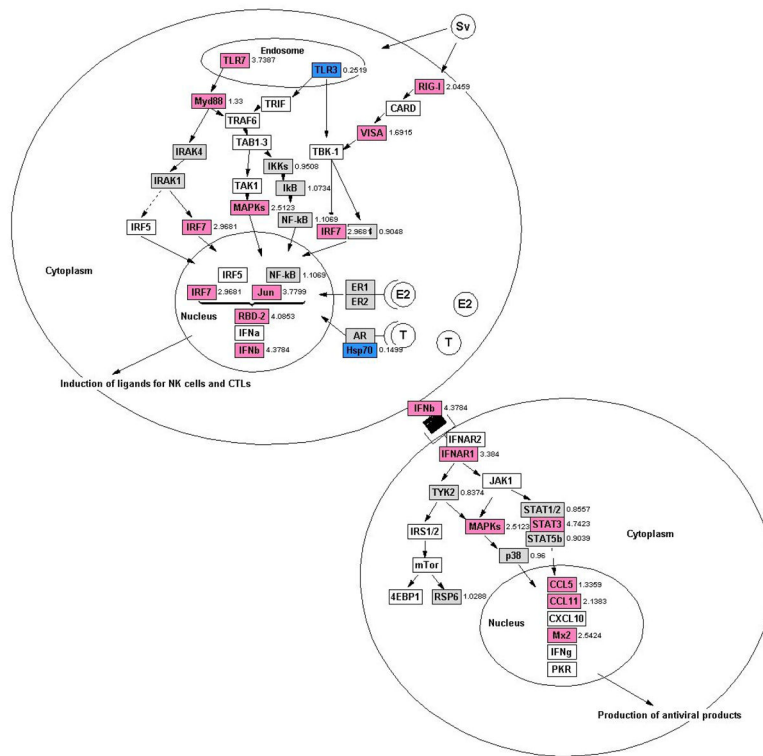 Sv
Endosome
TLR7 3.7387
TLR3 0.2519
RIG-I 2.0459
Myd88 1.33
TRIF
CARD
TRAF6
VISA 1.6915
TAB1-3
IRAK4
TBK-1
IKKs 0.9508
IRAK1
TAK1
IkB 1.0734
MAPKs 2.5123
NF-kB 1.1069
IRF5
IRF7 2.9681
IRF7 2.9681 0.9048
Cytoplasm
IRF5
NF-kB 1.1069
IRF7 2.9681
Jun 3.7799
ER1
ER2
E2
E2
Nucleus
RBD-2 4.0853
IFNa
IFNb 4.3784
AR
Hsp70 0.1499
T
T
Induction of ligands for NK cells and CTLs
IFNb 4.3784
IFNAR2
IFNAR1 3.384
JAK1
TYK2 0.8374
STAT1/2 0.8557
STAT3 4.7423
STAT5b 0.9039
MAPKs 2.5123
IRS1/2
Cytoplasm
p38 0.96
mTor
4EBP1
RSP6 1.0288
CCL5 1.3359
CCL11 2.1383
CXCL10
Nucleus
Mx2 2.5424
IFNg
PKR
Production of antiviral products